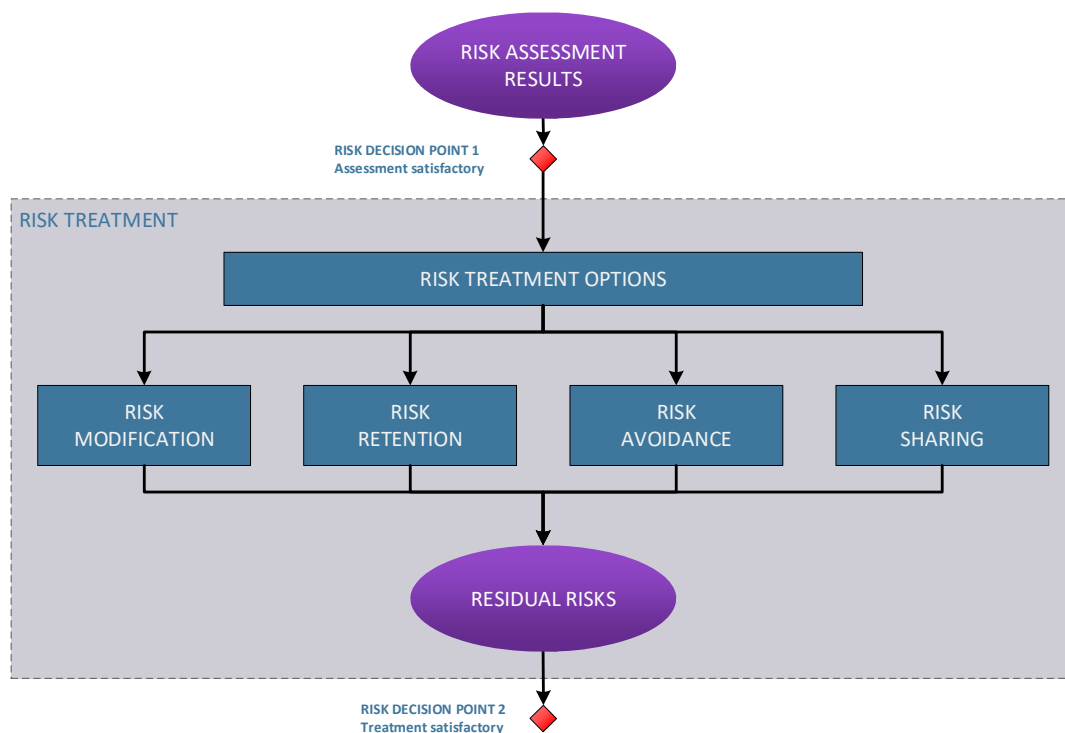 RISK ASSESSMENT
RESULTS
RISK DECISION POINT 1
Assessment satisfactory
RISK TREATMENT
RISK TREATMENT OPTIONS
RISK
MODIFICATION
RISK
RETENTION
RISK
AVOIDANCE
RISK
SHARING
RESIDUAL RISKS
RISK DECISION POINT 2
Treatment satisfactory